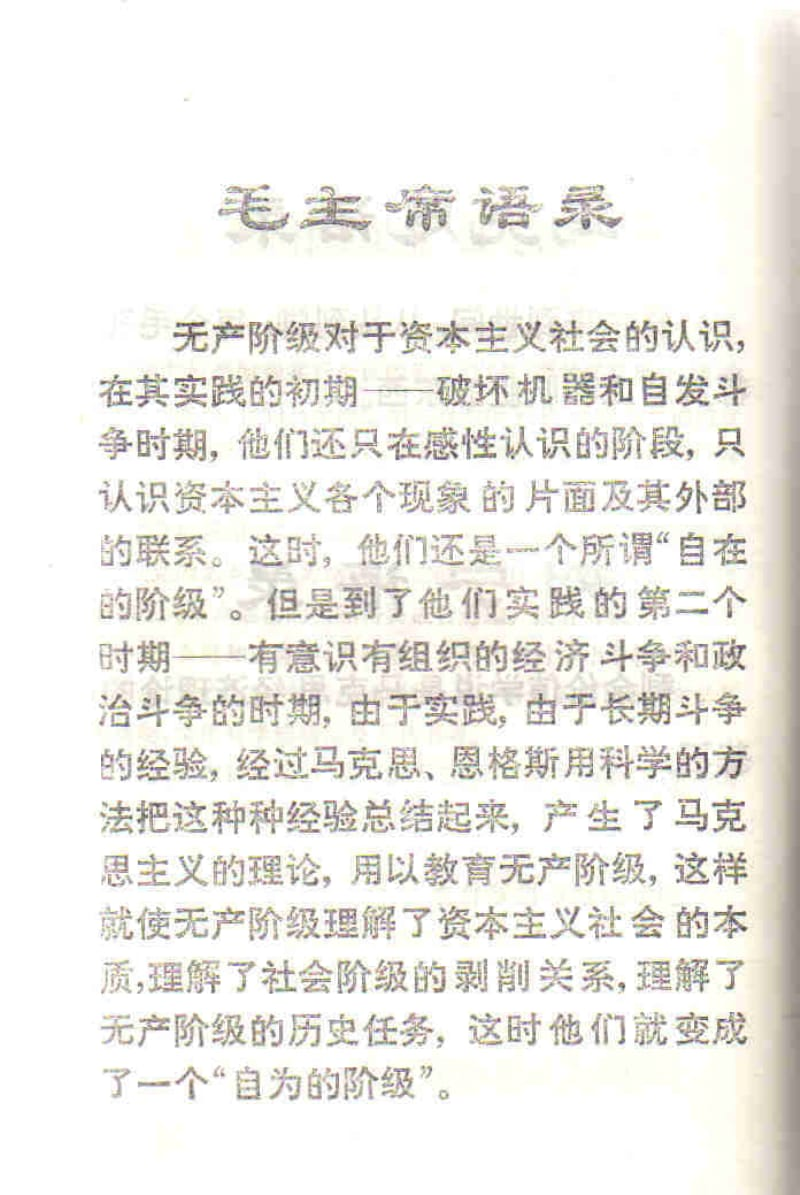 毛主席语录
无产阶级对于资本主义社会的认识，
在其实践的初期——破坏机器和自发斗
争时期，他们还只在感性认识的阶段，只
认识资本主义各个现象的片面及其外部
的联系。这时，他们还是一个所谓“自在
的阶级”。但是到了他们实践的第二个
时期——有意识有组织的经济斗争和政
治斗争的时期，由于实践，由于长期斗争
的经验，经过马克思、恩格斯用科学的方
法把这种种经验总结起来，产生了马克
思主义的理论，用以教育无产阶级，这样
就使无产阶级理解了资本主义社会的本
质，理解了社会阶级的剥削关系，理解了
无产阶级的历史任务，这时他们就变成
了一个“自为的阶级”。